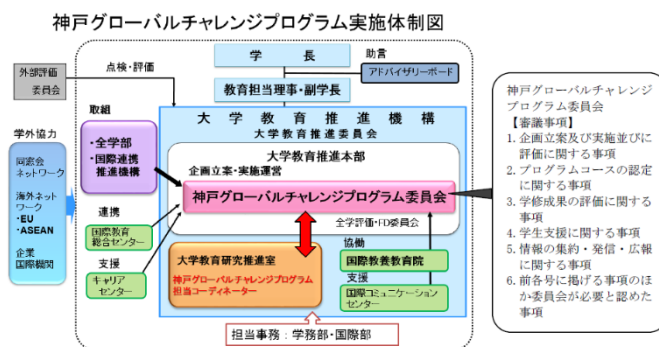 神戸グローバルチャレンジプログラム実施体制図
学　長
助言
アドバイザリーボード
教育担当理事・副学長
外部評価
委員会
点検・評価
大学教育推進機構
大学教育推進委員会
取組
・全学部
・国際連携
推進機構
学外協力
同窓会
ネットワーク
海外ネット
ワーク
・EU
・ASEAN
企業
国際機関
大学教育推進本部
企画立案・実施運営
神戸グローバルチャレンジプログラム委員会
全学評価・FD委員会
連携
国際教育
総合センター
支援
キャリア
センター
大学教育研究推進室
神戸グローバルチャレンジプログラム
担当コーディネーター
協働
国際教養教育院
支援
国際コミュニケーション
センター
担当事務：学務部・国際部
神戸グローバルチャレンジ
プログラム委員会
【審議事項】
1. 企画立案及び実施並びに
評価に関する事項
2. プログラムコースの認定
に関する事項
3. 学修成果の評価に関する
事項
4. 学生支援に関する事項
5. 情報の集約・発信・広報
に関する事項
6. 前各号に掲げる事項のほ
か委員会が必要と認めた
事項